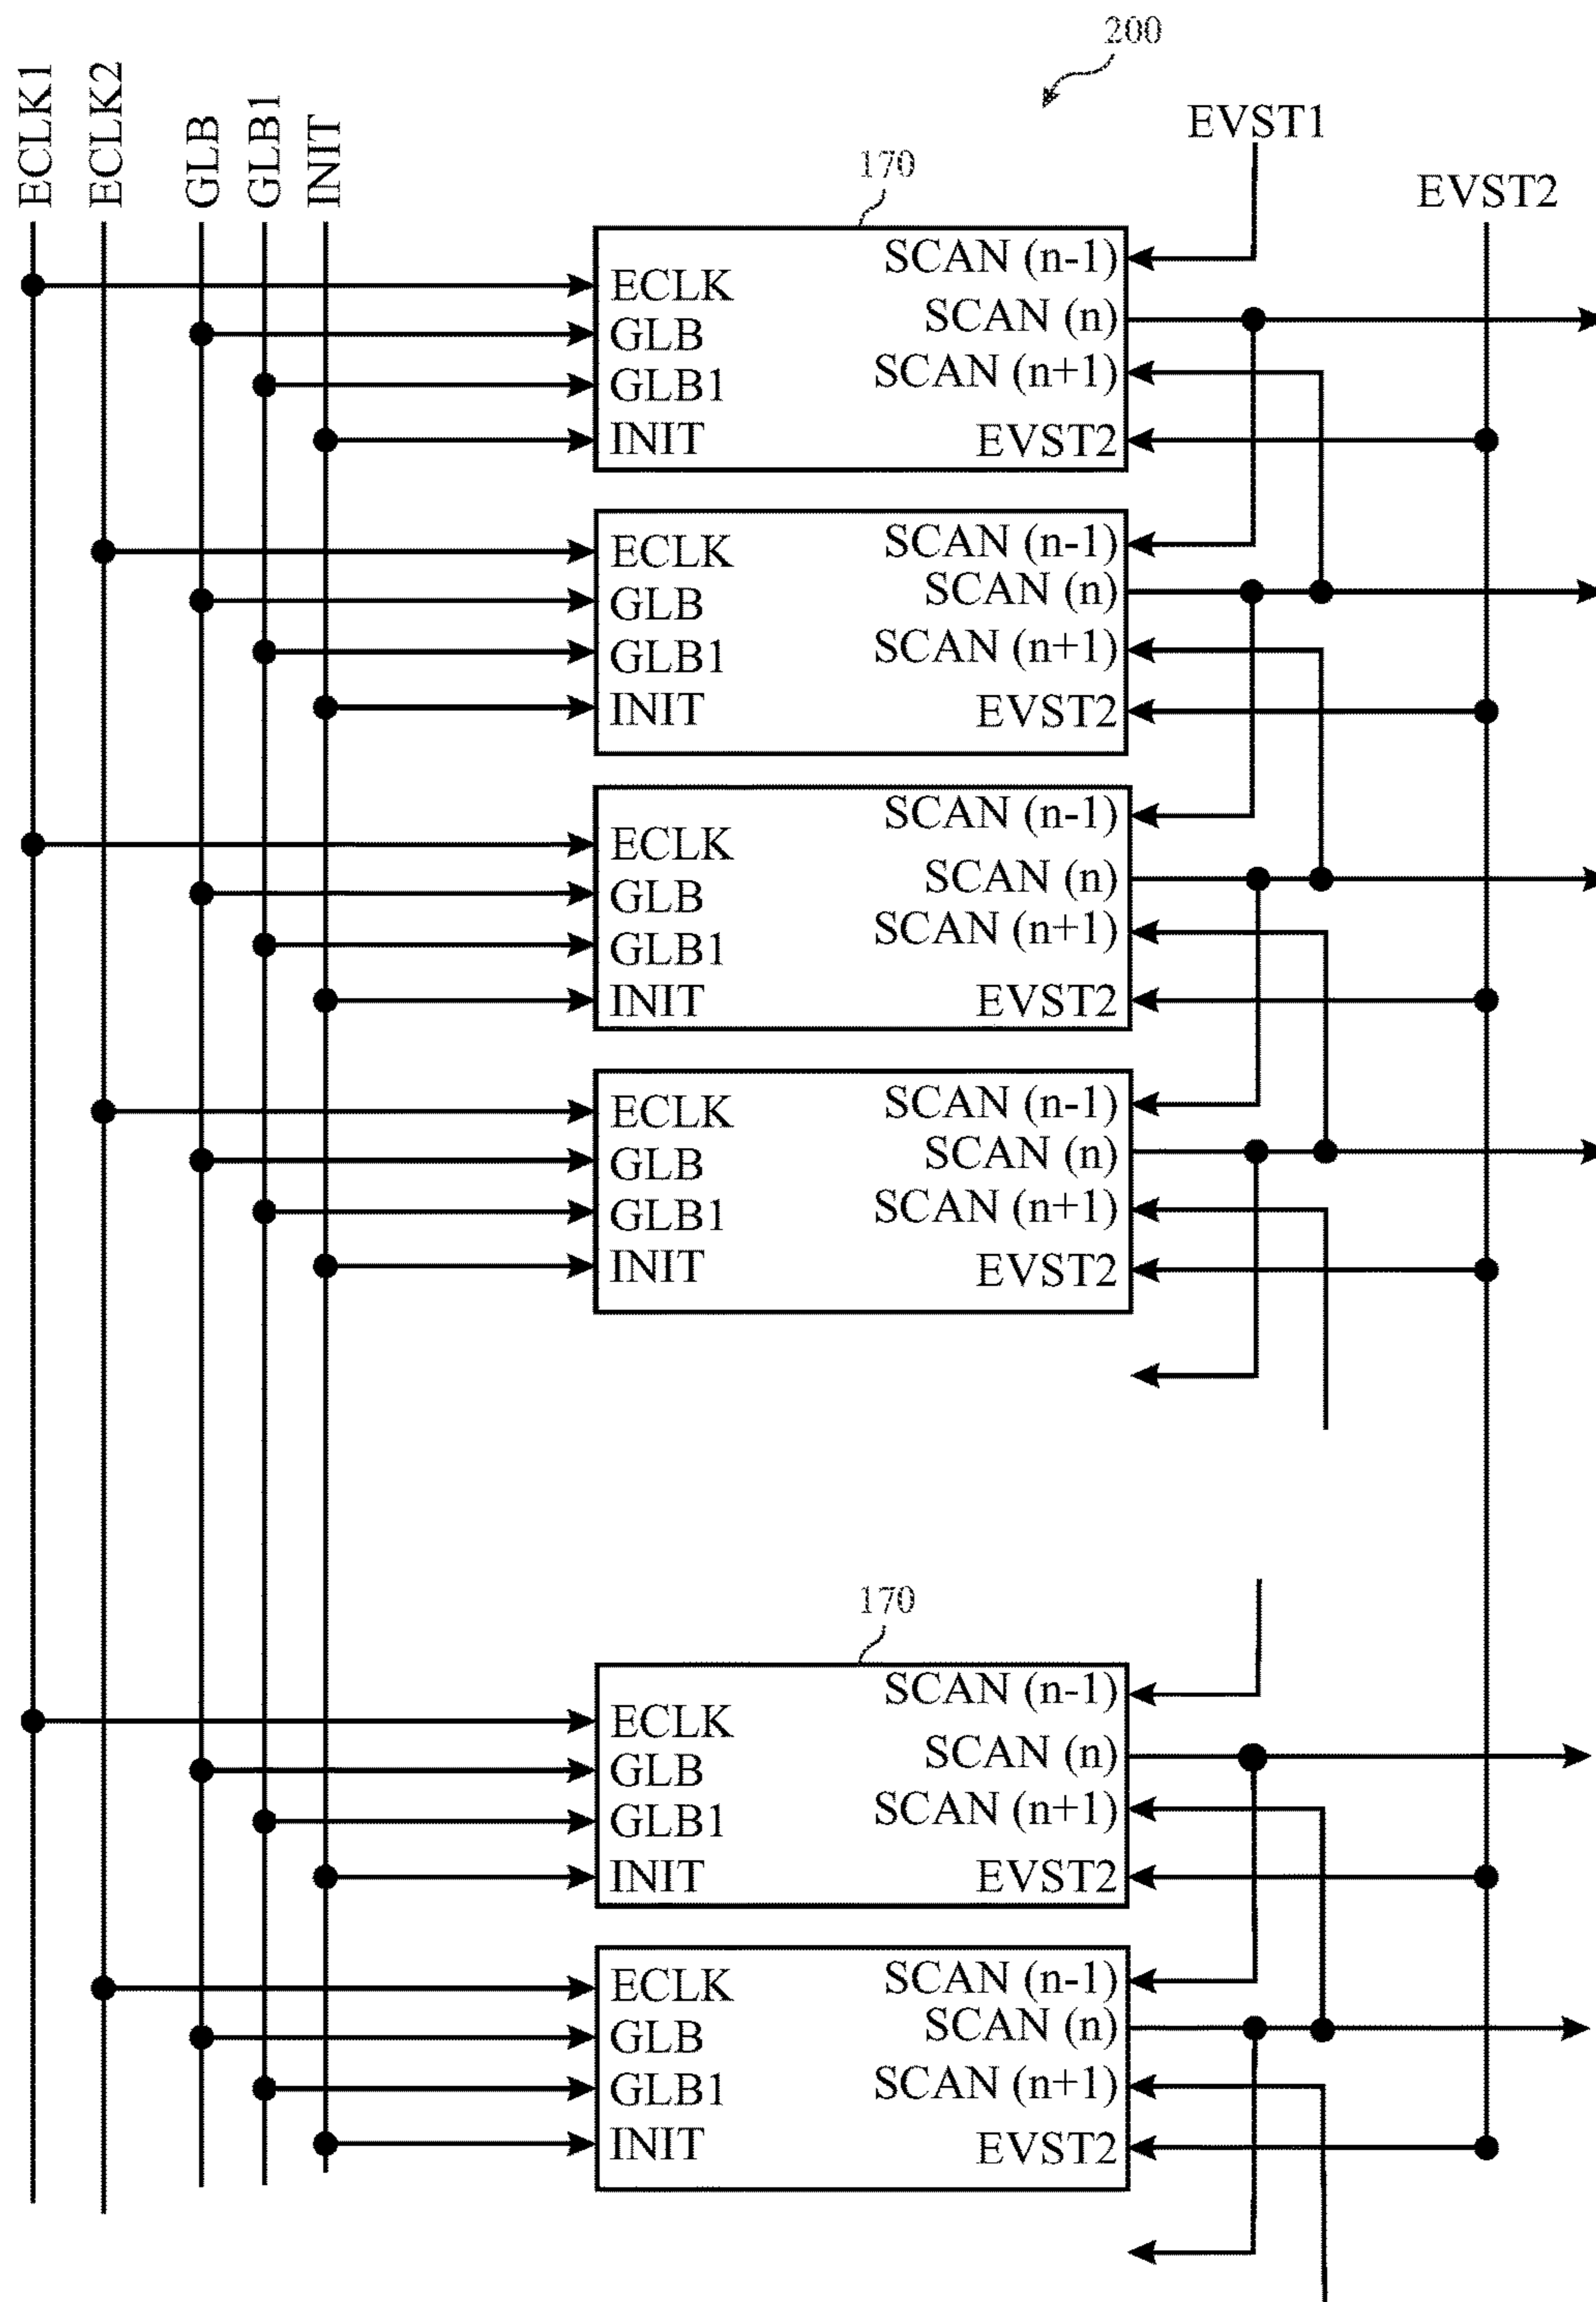 200
ECLK1
ECLK2
GLB
GLB1
INIT
EVST1
EVST2
170
ECLK
GLB
GLB1
INIT
SCAN (n-1)
SCAN (n)
SCAN (n+1)
EVST2
ECLK
GLB
GLB1
INIT
SCAN (n-1)
SCAN (n)
SCAN (n+1)
EVST2
ECLK
GLB
GLB1
INIT
SCAN (n-1)
SCAN (n)
SCAN (n+1)
EVST2
ECLK
GLB
GLB1
INIT
SCAN (n-1)
SCAN (n)
SCAN (n+1)
EVST2
170
ECLK
GLB
GLB1
INIT
SCAN (n-1)
SCAN (n)
SCAN (n+1)
EVST2
ECLK
GLB
GLB1
INIT
SCAN (n-1)
SCAN (n)
SCAN (n+1)
EVST2